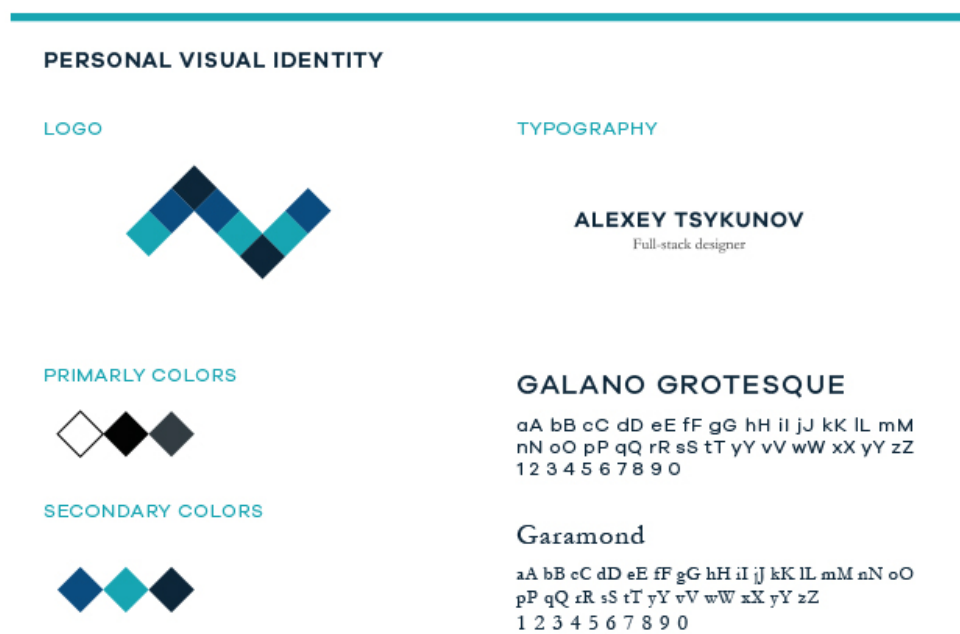 PERSONAL VISUAL IDENTITY
LOGO
TYPOGRAPHY
ALEXEY TSYKUNOV
Full-stack designer
PRIMARLY COLORS
SECONDARY COLORS
GALANO GROTESQUE
aA bB cC dD eE fF gG hH iI jJ kK lL mM
nN oO pP qQ rR sS tT yY vV wW xX yY zZ
1 2 3 4 5 6 7 8 9 0
Garamond
aA bB cC dD eE fF gG hH iI jJ kK lL mM nN oO
pP qQ rR sS tT yY vV wW xX yY zZ
1 2 3 4 5 6 7 8 9 0